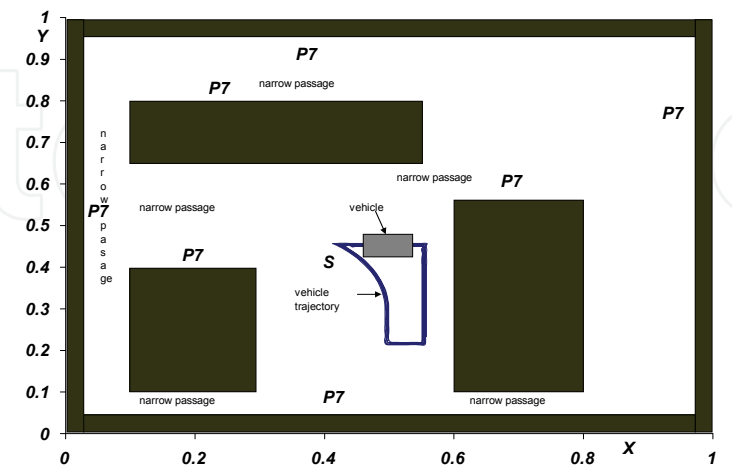 1
Y
0.9
P7
narrow passage
0.8
P7
P7
0.7
narrow passage
narrow passage
0.6
P7
P7
narrow passage
vehicle
0.5
P7
S
0.4
vehicle
trajectory
0.3
0.2
0.1
narrow passage
P7
narrow passage
0
X
0
0.2
0.4
0.6
0.8
1